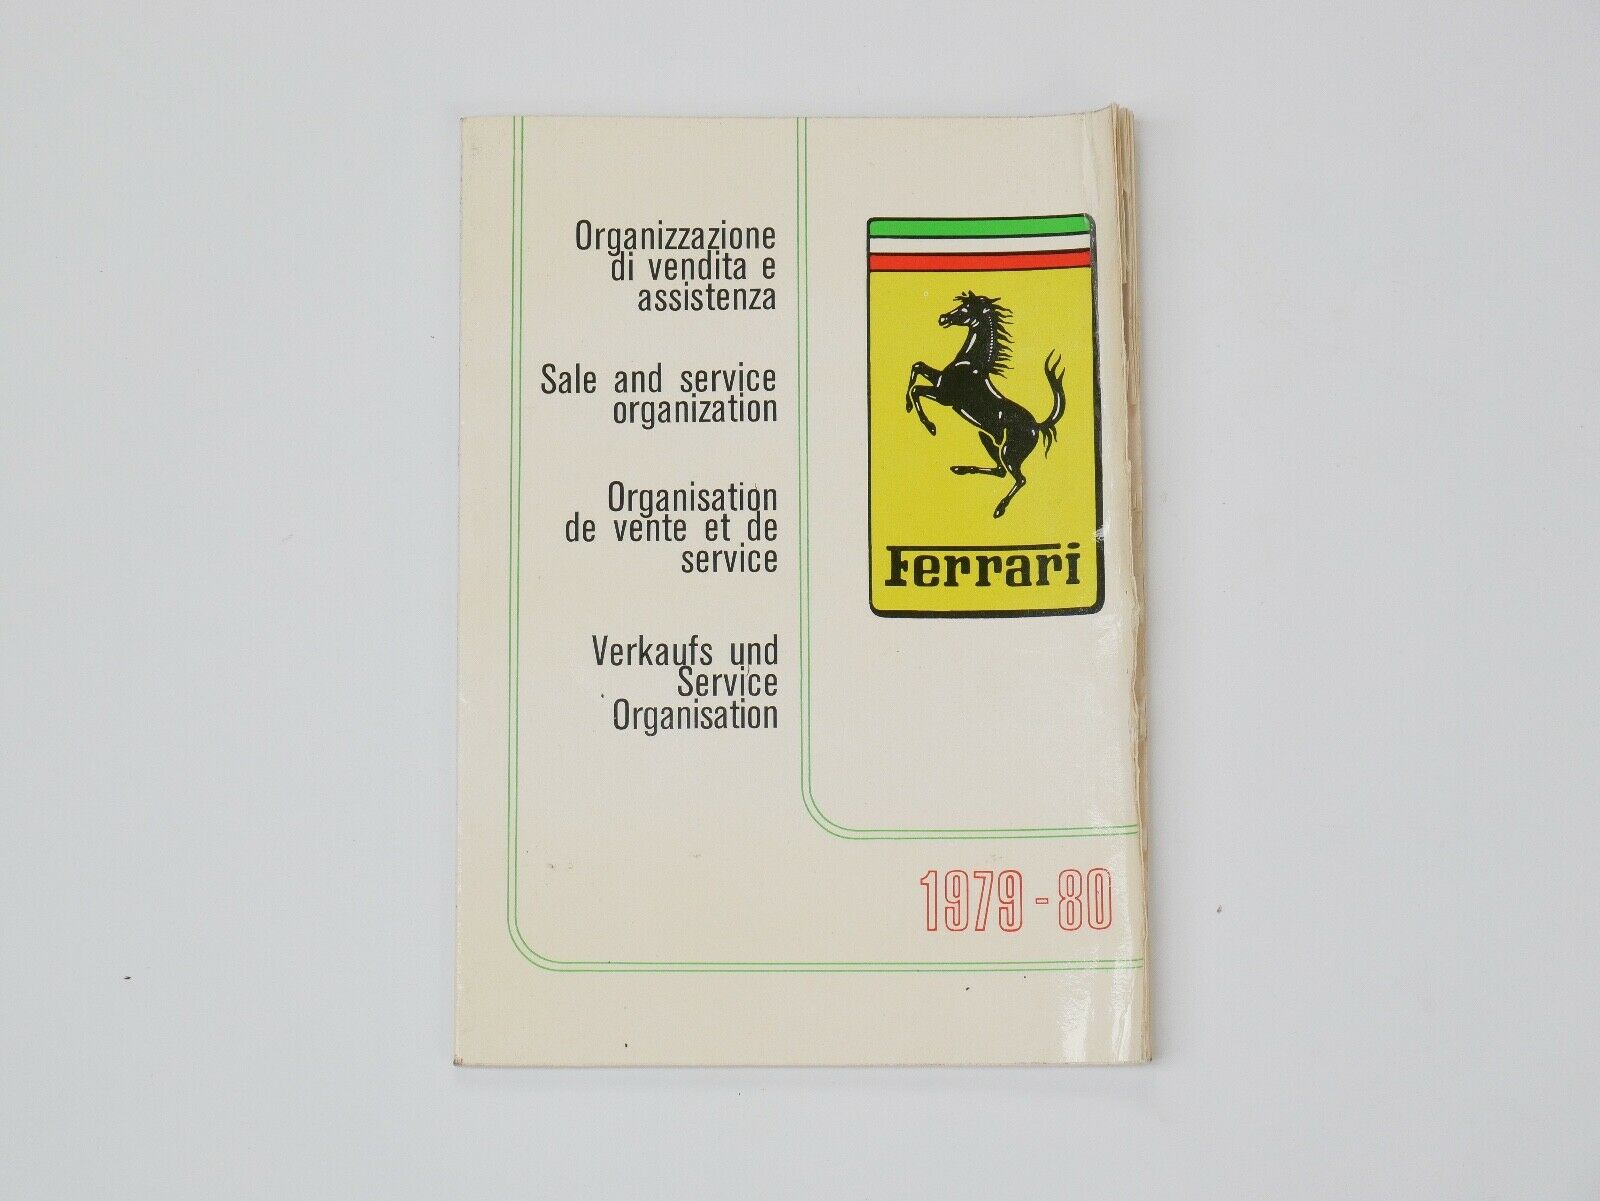 Organizzazione
di vendita e
assistenza
Sale and service
organization
Organisation
de vente et de
service
Verkaufs und
Service
Organisation
Ferrari
1979-80